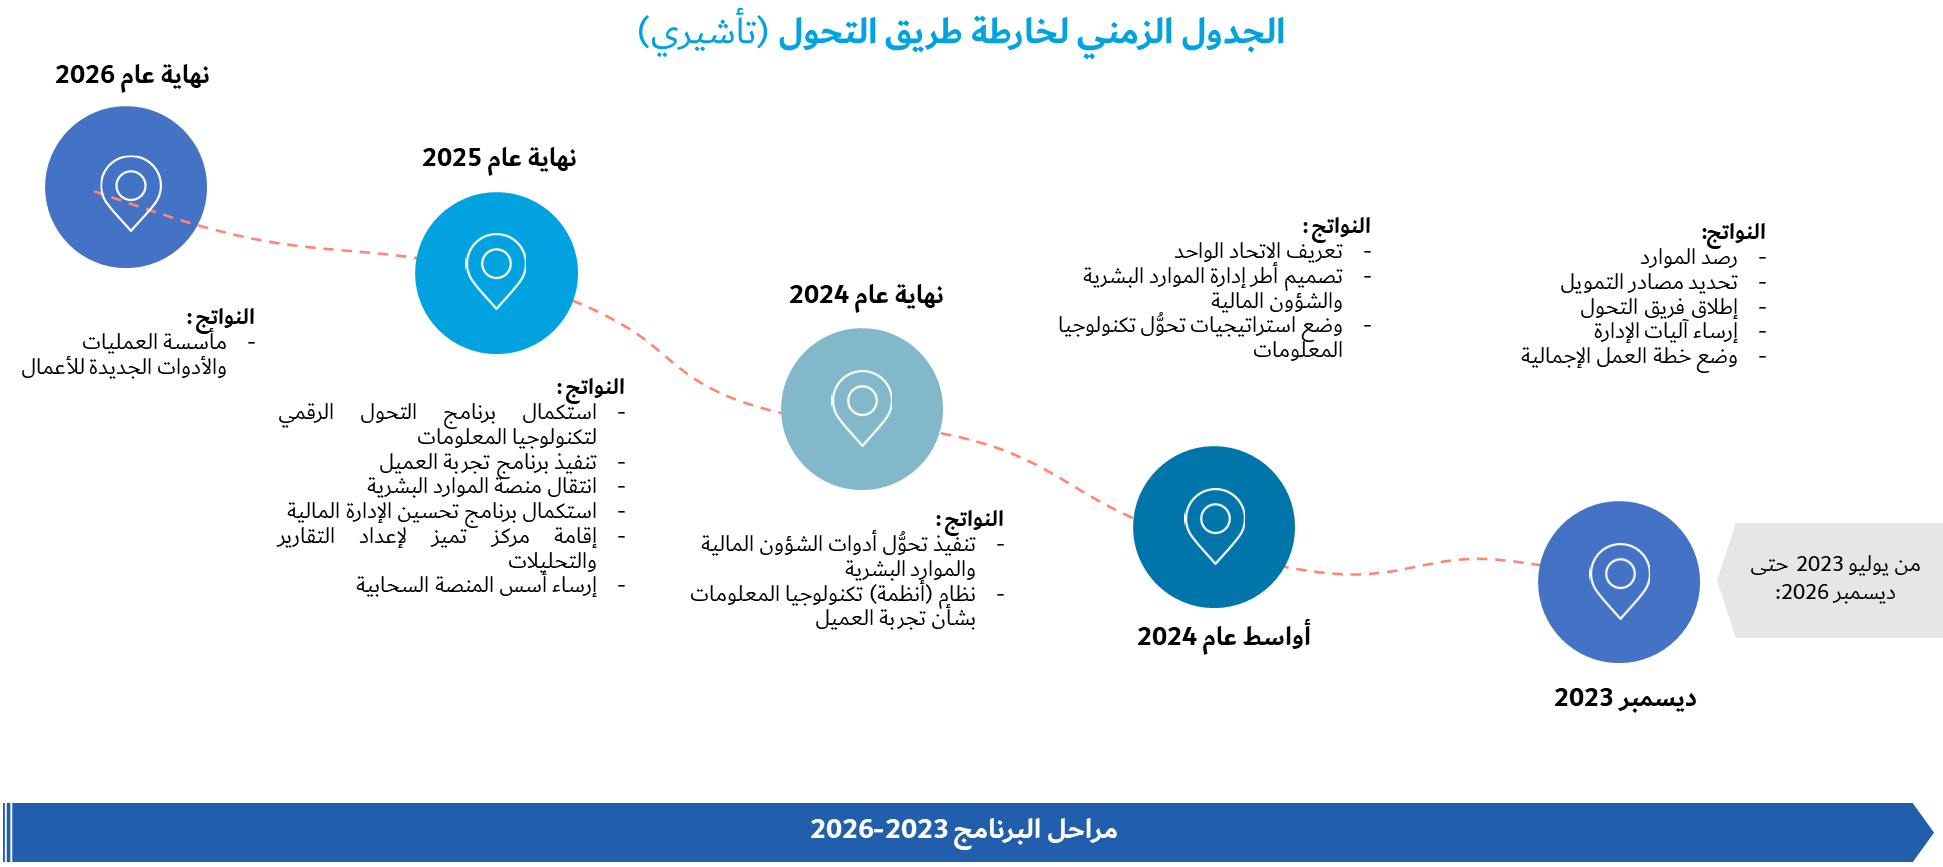 الجدول الزمني لخارطة طريق التحول (تأشيري)
من يوليو 2023 حتى
ديسمبر 2026:
ديسمبر 2023
النواتج:
- رصد الموارد
- تحديد مصادر التمويل
- إطلاق فريق التحول
- إرساء آليات الإدارة
- وضع خطة العمل الإجمالية
أواسط عام 2024
النواتج:
- تعريف الاتحاد الواحد
- تصميم أطر إدارة الموارد البشرية
والشؤون المالية
- وضع استراتيجيات تحوُّل تكنولوجيا
المعلومات
نهاية عام 2024
النواتج:
- تنفيذ تحوُّل أدوات الشؤون المالية
والموارد البشرية
- نظام (أنظمة) تكنولوجيا المعلومات
بشأن تجربة العميل
نهاية عام 2025
النواتج:
- استكمال برنامج التحول الرقمي
لتكنولوجيا المعلومات
- تنفيذ برنامج تجربة العميل
- انتقال منصة الموارد البشرية
- استكمال برنامج تحسين الإدارة المالية
- إقامة مركز تميز لإعداد التقارير
والتحليلات
- إرساء أسس المنصة السحابية
نهاية عام 2026
النواتج:
- مأسسة العمليات
والأدوات الجديدة للأعمال
مراحل البرنامج 2023-2026